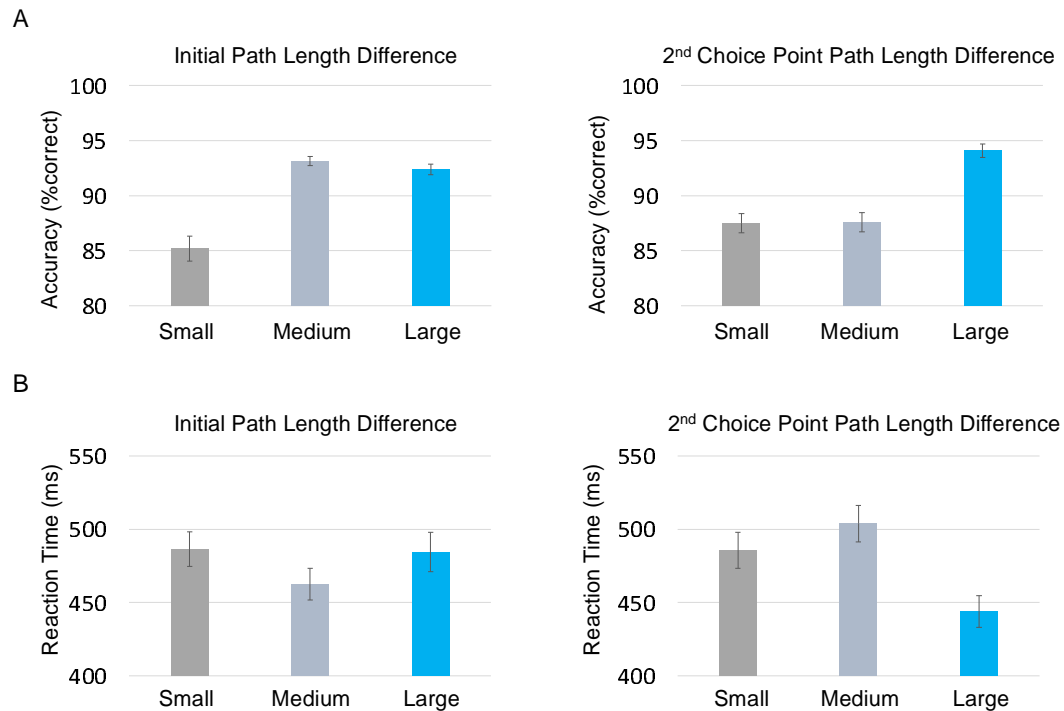 A
Initial Path Length Difference
2nd Choice Point Path Length Difference
Accuracy (%correct)
100
95
90
85
80
Small Medium Large
Accuracy (%correct)
100
95
90
85
80
Small Medium Large
B
Initial Path Length Difference
2nd Choice Point Path Length Difference
Reaction Time (ms)
550
500
450
400
Small Medium Large
Reaction Time (ms)
550
500
450
400
Small Medium Large